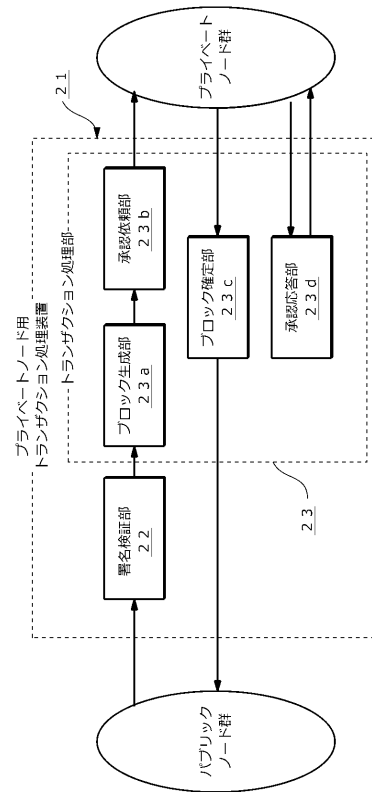 プライベートノード用
トランザクション処理装置
トランザクション処理部
21
パブリック
ノード群
署名検証部
22
ブロック生成部
23a
承認依頼部
23b
ブロック確定部
23c
承認応答部
23d
プライベート
ノード群
23